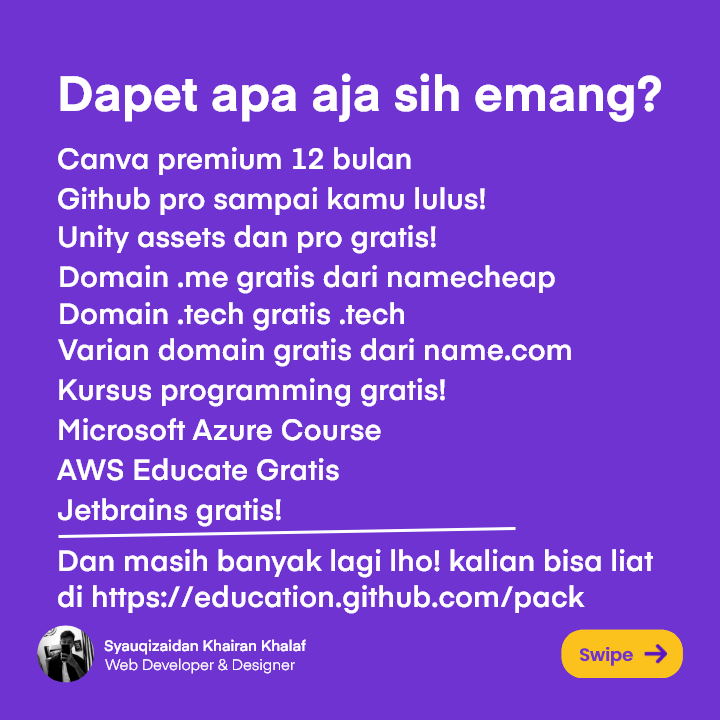 Dapet apa aja sih emang?
Canva premium 12 bulan
Github pro sampai kamu lulus!
Unity assets dan pro gratis!
Domain .me gratis dari namecheap
Domain .tech gratis .tech
Varian domain gratis dari name.com
Kursus programming gratis!
Microsoft Azure Course
AWS Educate Gratis
Jetbrains gratis!
Dan masih banyak lagi lho! kalian bisa liat
di https://education.github.com/pack
Syauqizaidan Khairan Khalaf
Web Developer & Designer
Swipe